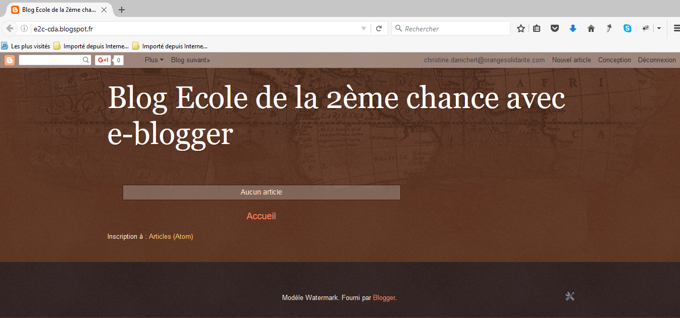 Blog Ecole de la 2ème cha...
e2c-cda.blogspot.fr
Rechercher
Les plus visités Importé depuis Interne... Importé depuis Interne...
G+1 0 Plus Blog suivant» christine.danichert@orangesolidarite.com Nouvel article Conception Déconnexion
Blog Ecole de la 2ème chance avec
e-blogger
Aucun article
Accueil
Inscription à : Articles (Atom)
Modèle Watermark. Fourni par Blogger.